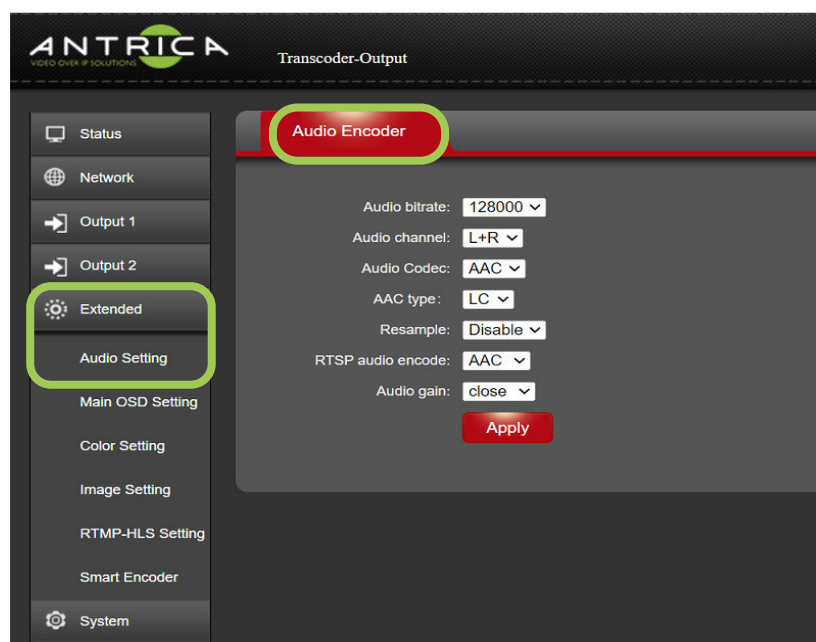 ANTRICA
VIDEO OVER IP SOLUTIONS
Transcoder-Output
Status
Network
Output 1
Output 2
Extended
Audio Setting
Main OSD Setting
Color Setting
Image Setting
RTMP-HLS Setting
Smart Encoder
System
Audio Encoder
Audio bitrate: 128000
Audio channel: L+R
Audio Codec: AAC
AAC type: LC
Resample: Disable
RTSP audio encode: AAC
Audio gain: close
Apply